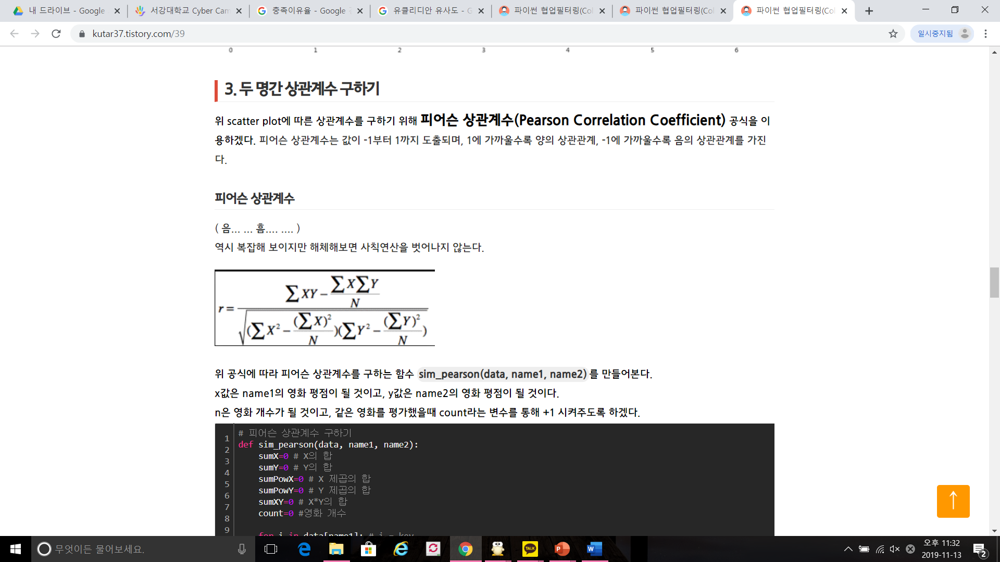 내 드라이브 - Google
서강대학교 Cyber Cam
충족이유율 - Google
유클리디안 유사도 - G
파이썬 협업필터링(Col
파이썬 협업필터링(Col
파이썬 협업필터링(Col
kutar37.tistory.com/39
일시중지됨
0 1 2 3 4 5 6
3. 두 명간 상관계수 구하기
위 scatter plot에 따른 상관계수를 구하기 위해 피어슨 상관계수(Pearson Correlation Coefficient) 공식을 이
용하겠다. 피어슨 상관계수는 값이 -1부터 1까지 도출되며, 1에 가까울수록 양의 상관관계, -1에 가까울수록 음의 상관관계를 가진
다.
피어슨 상관계수
( 음... ... 흠.... .... )
역시 복잡해 보이지만 해체해보면 사칙연산을 벗어나지 않는다.
r = (∑XY - ∑X∑Y / N) / √((∑X² - (∑X)² / N)(∑Y² - (∑Y)² / N))
위 공식에 따라 피어슨 상관계수를 구하는 함수 sim_pearson(data, name1, name2)를 만들어본다.
x값은 name1의 영화 평점이 될 것이고, y값은 name2의 영화 평점이 될 것이다.
n은 영화 개수가 될 것이고, 같은 영화를 평가했을때 count라는 변수를 통해 +1 시켜주도록 하겠다.
1 # 피어슨 상관계수 구하기
2 def sim_pearson(data, name1, name2):
3 sumX=0 # X의 합
4 sumY=0 # Y의 합
5 sumPowX=0 # X 제곱의 합
6 sumPowY=0 # Y 제곱의 합
7 sumXY=0 # X*Y의 합
8 count=0 #영화 개수
9
for i in data[name1]: # i = key
무엇이든 물어보세요.
TALK
오후 11:32
2019-11-13
2